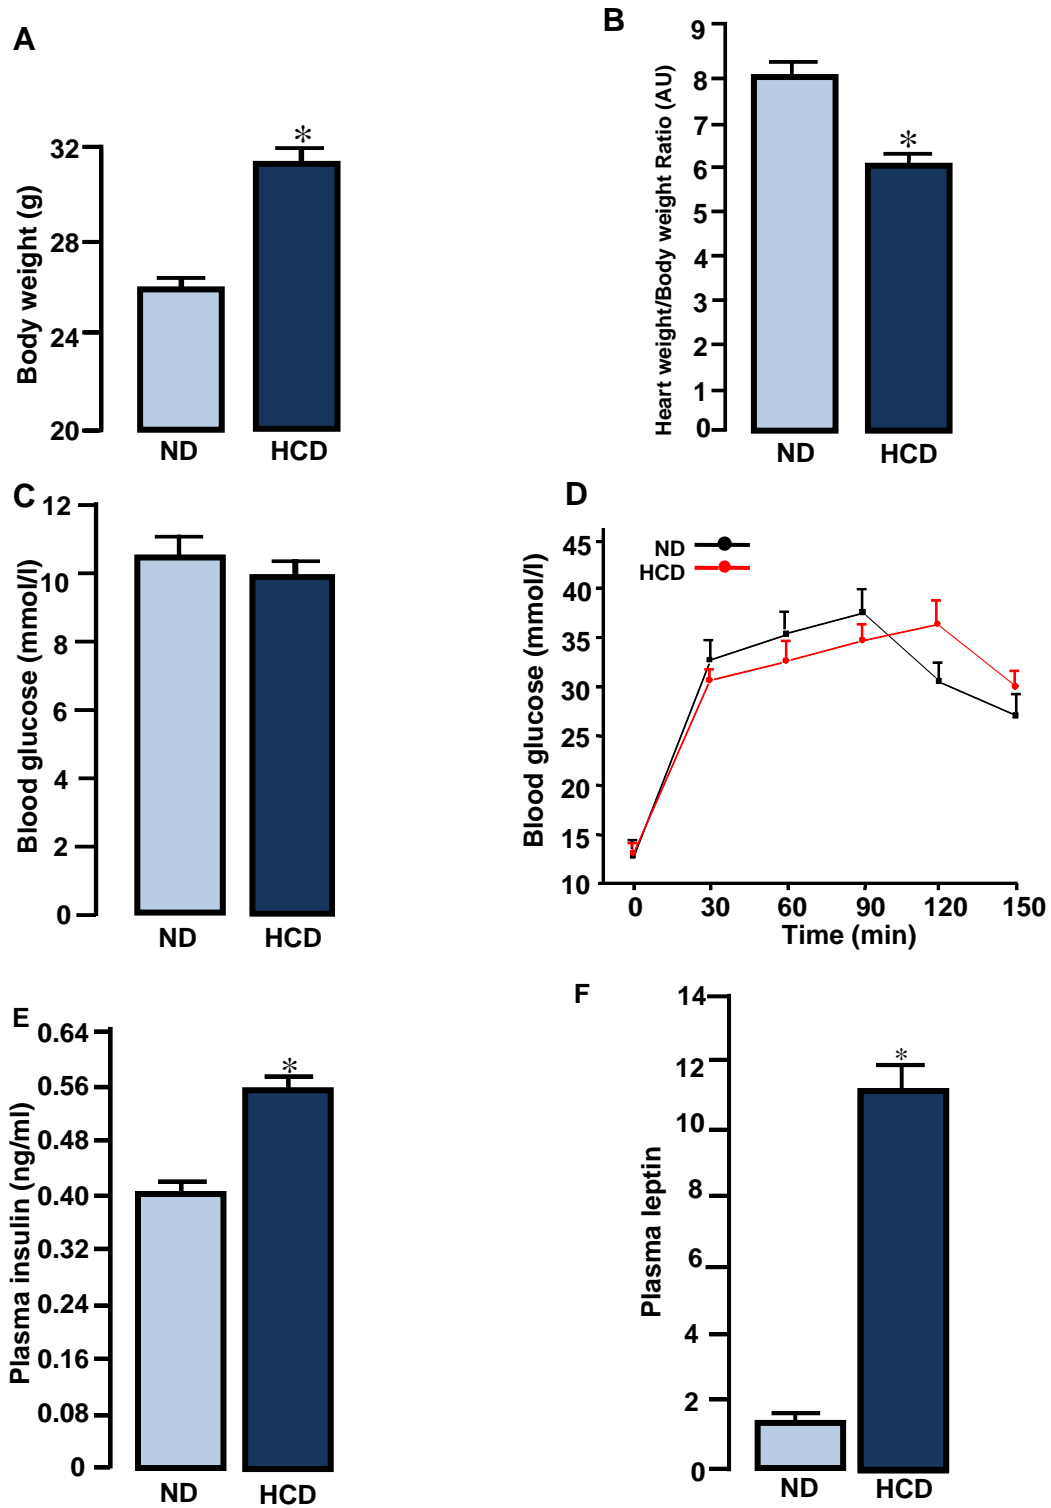 A
Body weight (g)
32
28
24
20
*
ND
HCD
B
Heart weight/Body weight Ratio (AU)
9
8
7
6
5
4
3
2
1
0
*
ND
HCD
C
Blood glucose (mmol/l)
12
10
8
6
4
2
0
ND
HCD
D
Blood glucose (mmol/l)
45
40
35
30
25
20
15
10
ND
HCD
0 30 60 90 120 150
Time (min)
E
Plasma insulin (ng/ml)
0.64
0.56
0.48
0.40
0.32
0.24
0.16
0.08
0
*
ND
HCD
F
Plasma leptin
14
12
10
8
6
4
2
0
*
ND
HCD